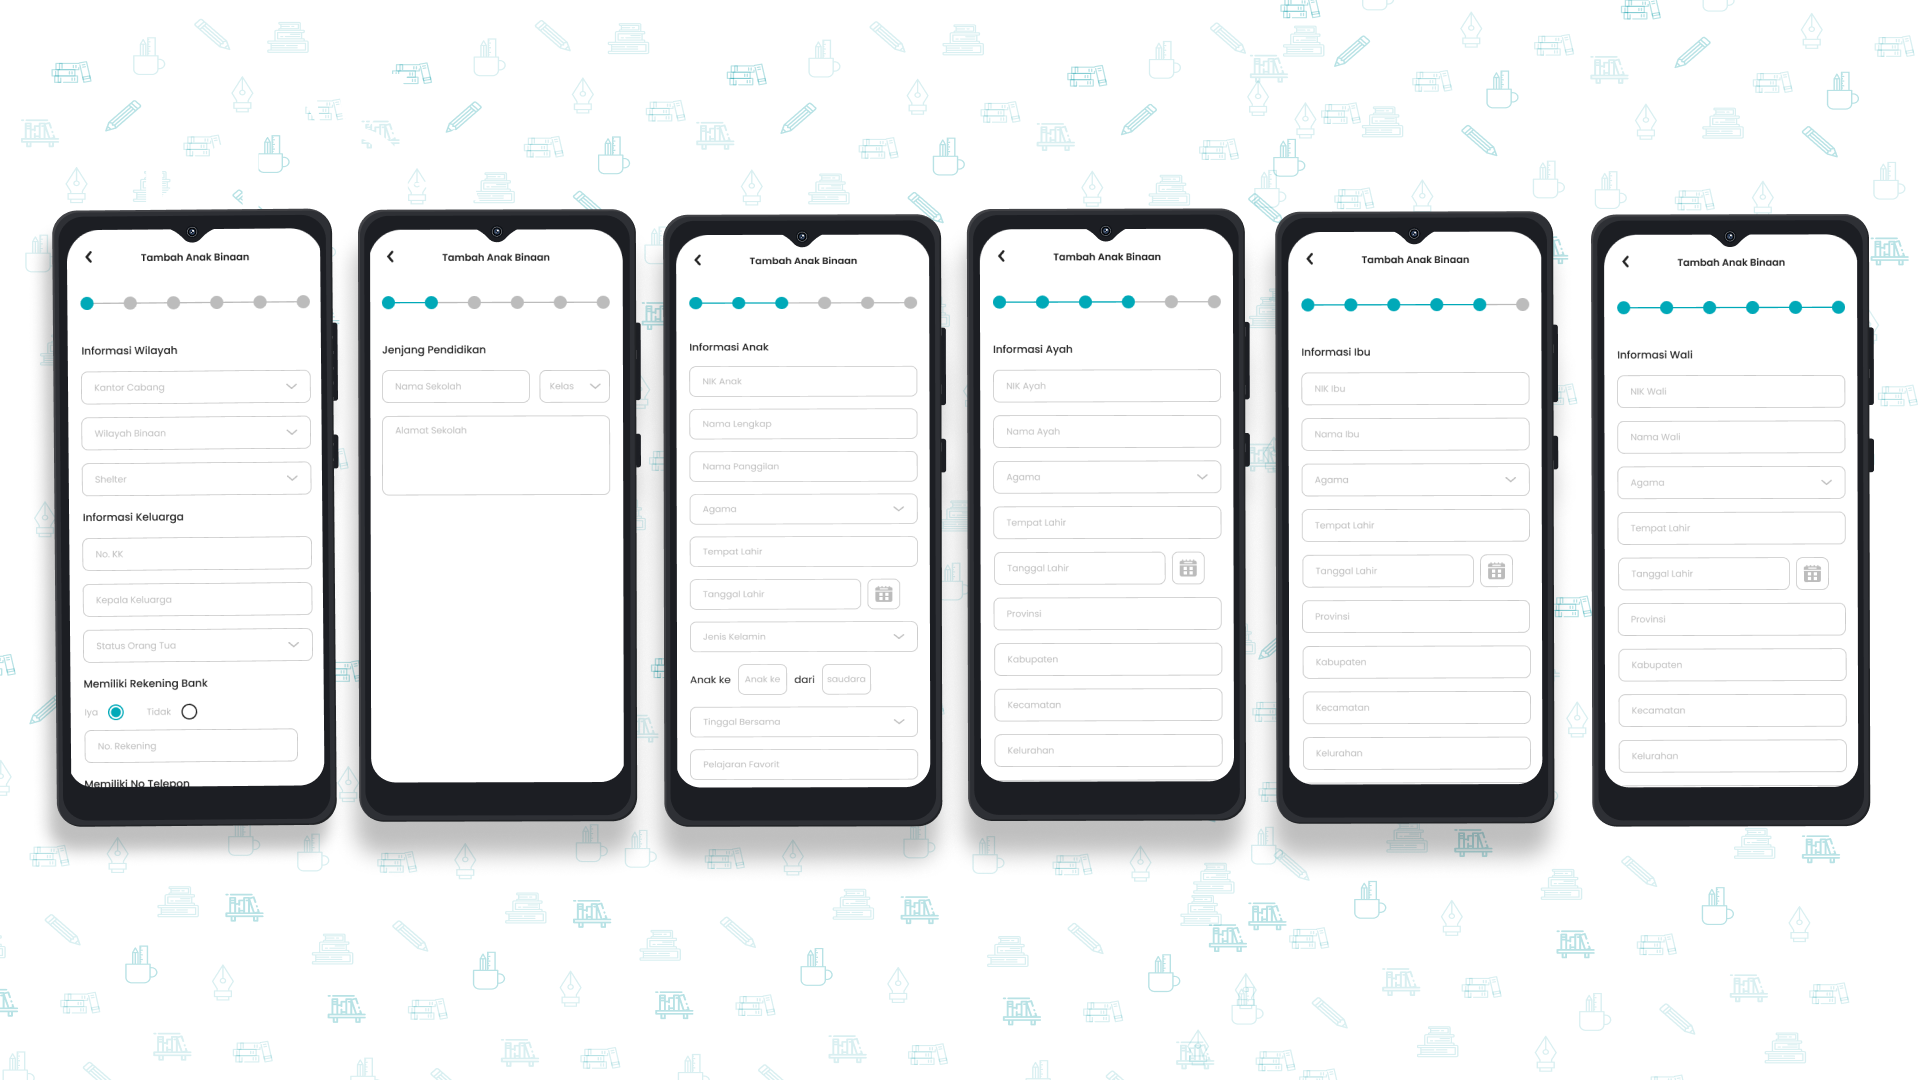 Tambah Anak Binaan
Informasi Wilayah
Kantor Cabang
Wilayah Binaan
Shelter
Informasi Keluarga
No. KK
Kepala Keluarga
Status Orang Tua
Memiliki Rekening Bank
Iya
Tidak
No. Rekening
Memiliki No Telepon
Tambah Anak Binaan
Jenjang Pendidikan
Nama Sekolah
Kelas
Alamat Sekolah
Tambah Anak Binaan
Informasi Anak
NIK Anak
Nama Lengkap
Nama Panggilan
Agama
Tempat Lahir
Tanggal Lahir
Jenis Kelamin
Anak ke Anak ke dari saudara
Tinggal Bersama
Pelajaran Favorit
Tambah Anak Binaan
Informasi Ayah
NIK Ayah
Nama Ayah
Agama
Tempat Lahir
Tanggal Lahir
Provinsi
Kabupaten
Kecamatan
Kelurahan
Tambah Anak Binaan
Informasi Ibu
NIK Ibu
Nama Ibu
Agama
Tempat Lahir
Tanggal Lahir
Provinsi
Kabupaten
Kecamatan
Kelurahan
Tambah Anak Binaan
Informasi Wali
NIK Wali
Nama Wali
Agama
Tempat Lahir
Tanggal Lahir
Provinsi
Kabupaten
Kecamatan
Kelurahan